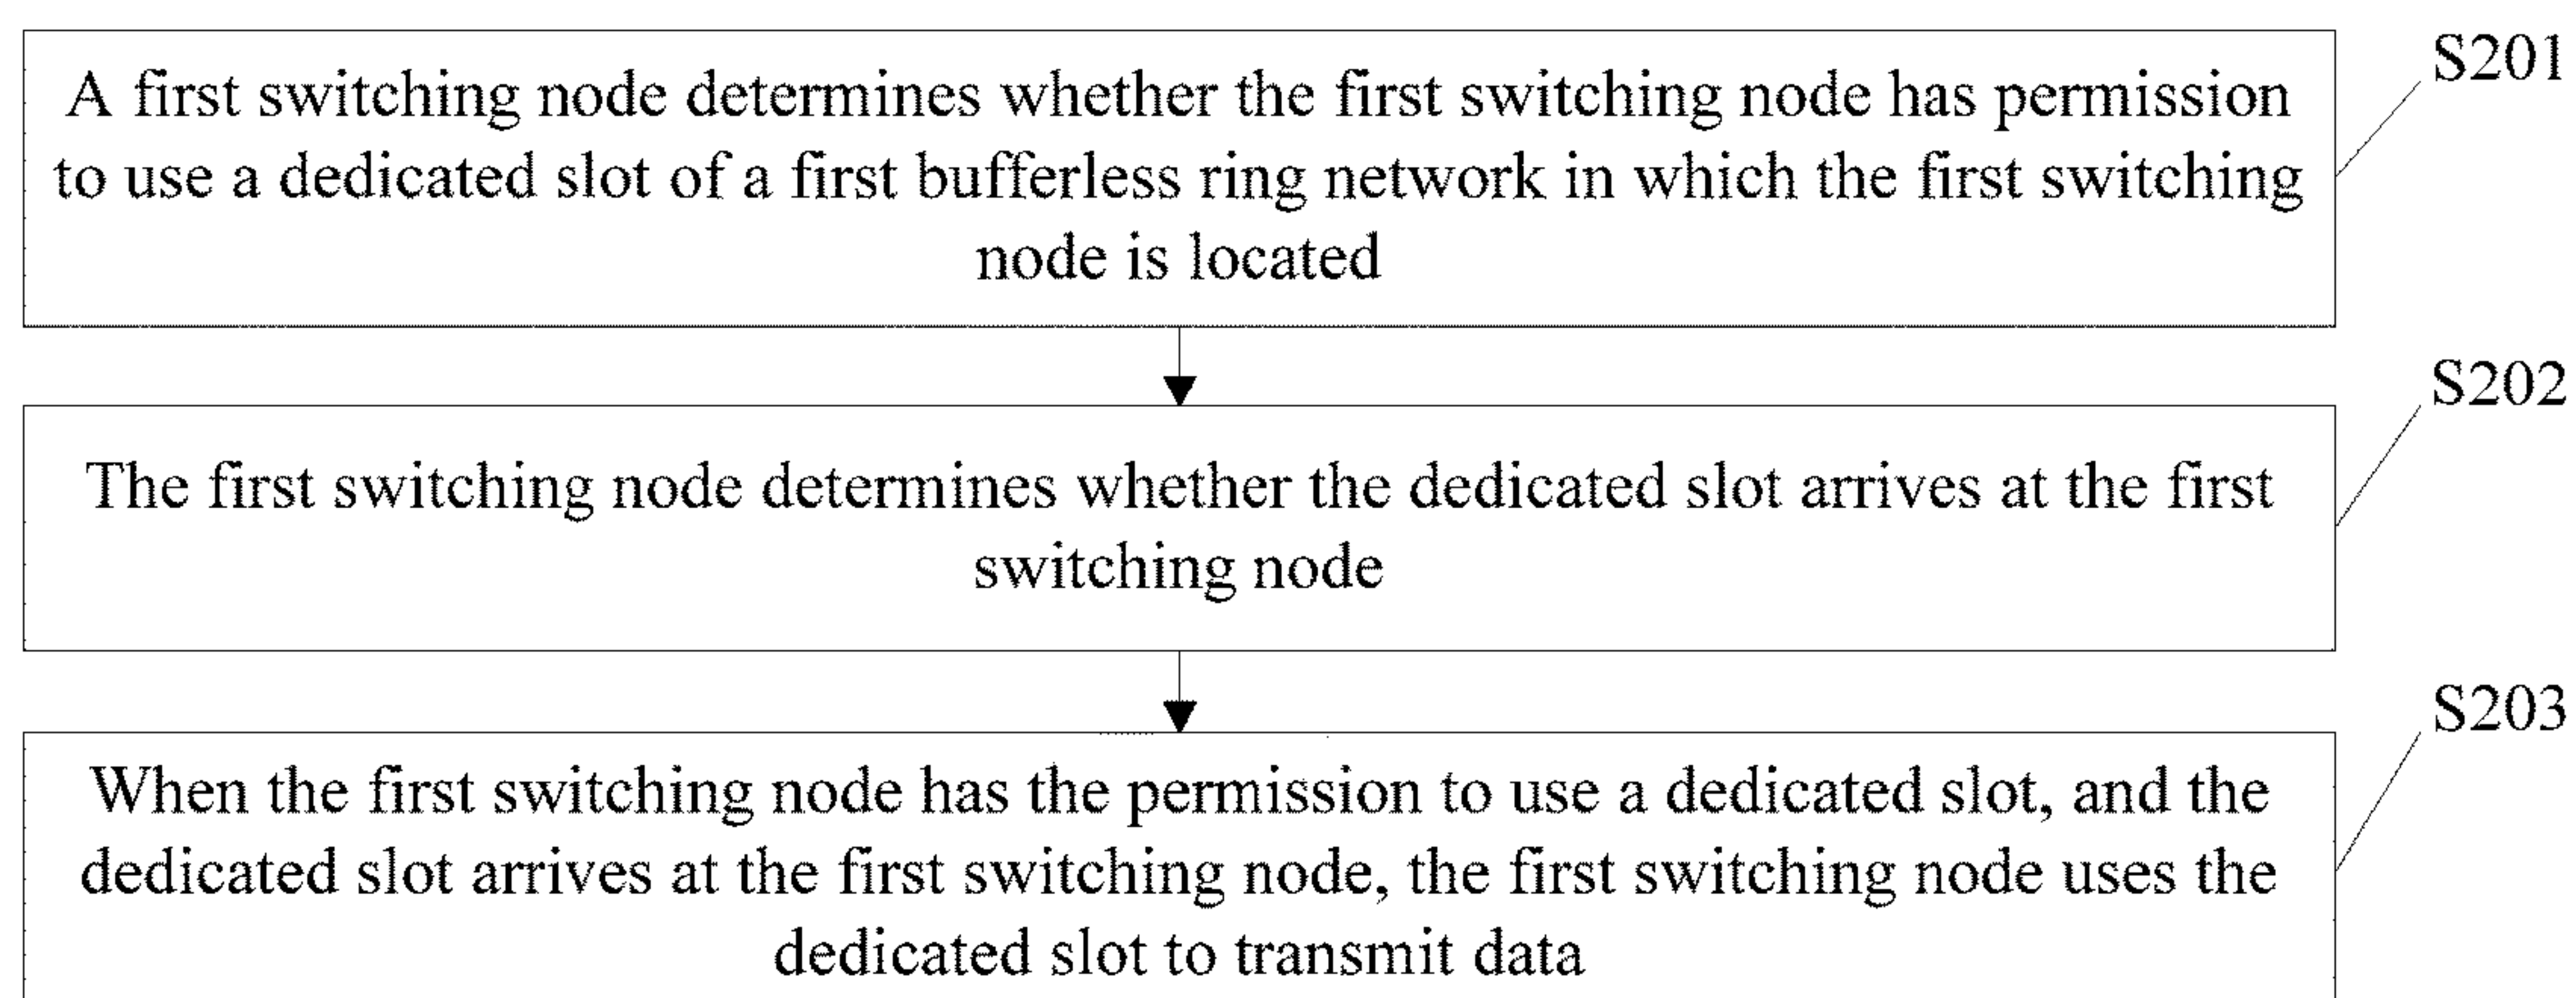 A first switching node determines whether the first switching node has permission
to use a dedicated slot of a first bufferless ring network in which the first switching
node is located
S201
The first switching node determines whether the dedicated slot arrives at the first
switching node
S202
When the first switching node has the permission to use a dedicated slot, and the
dedicated slot arrives at the first switching node, the first switching node uses the
dedicated slot to transmit data
S203